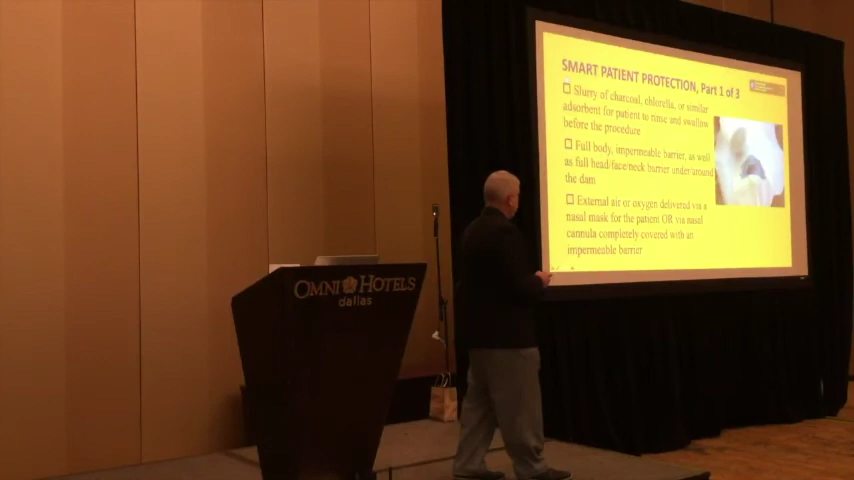 SMART PATIENT PROTECTION, Part 1 of 3
Slurry of charcoal, chlorella, or similar
adsorbent for patient to rinse and swallow
before the procedure
Full body, impermeable barrier, as well
as full head/face/neck barrier under/around
the dam
External air or oxygen delivered via a
nasal mask for the patient OR via nasel
cannula completely covered with an
impermeable barrier
OMNI HOTELS
dallas